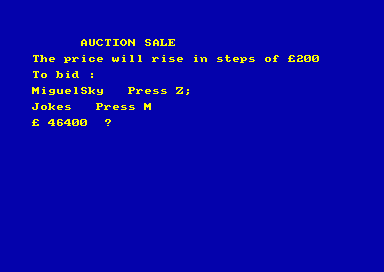 AUCTION SALE
The price will rise in steps of £200
To bid :
MiguelSky   Press Z;
Jokes   Press M
£ 46400  ?